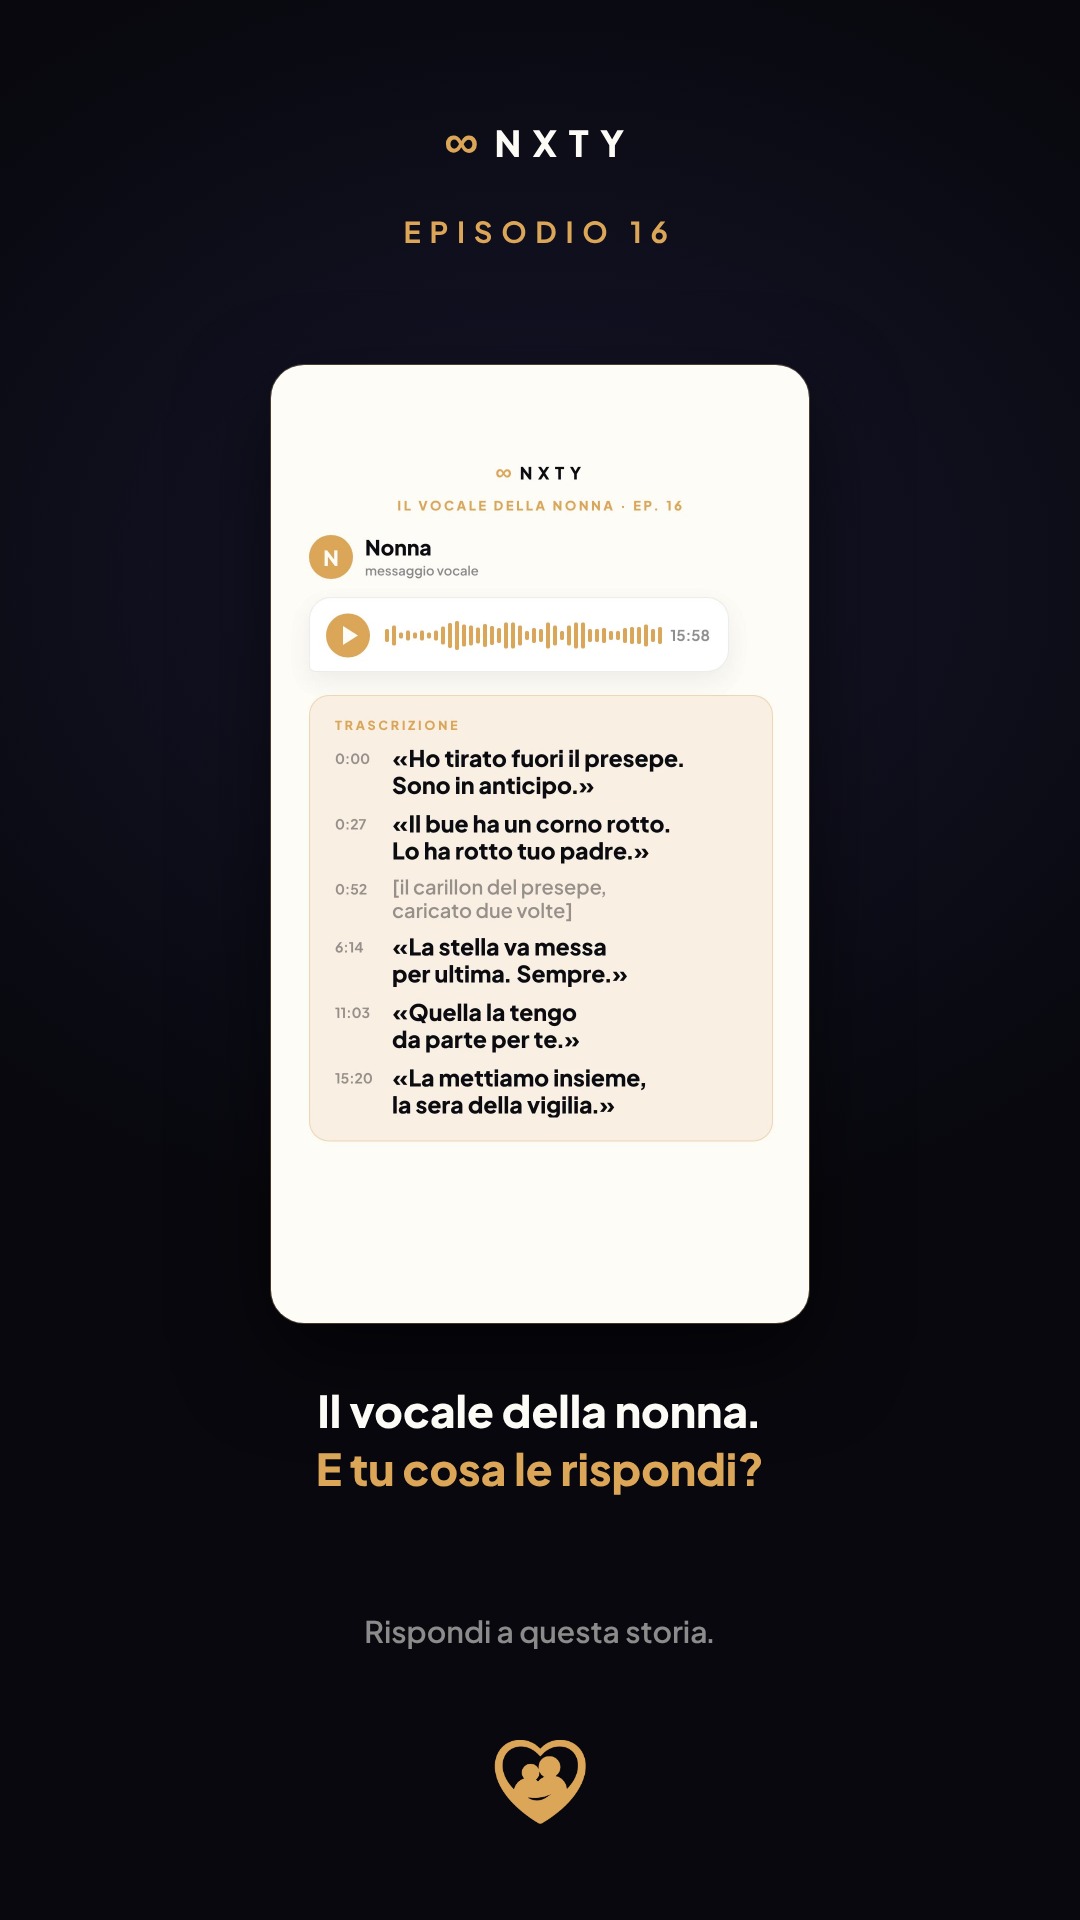 ∞ NXTY
EPISODIO 16
∞ NXTY
IL VOCALE DELLA NONNA · EP. 16
N
Nonna
messaggio vocale
15:58
TRASCRIZIONE
0:00 «Ho tirato fuori il presepe.
Sono in anticipo.»
0:27 «Il bue ha un corno rotto.
Lo ha rotto tuo padre.»
0:52 [il carillon del presepe,
caricato due volte]
6:14 «La stella va messa
per ultima. Sempre.»
11:03 «Quella la tengo
da parte per te.»
15:20 «La mettiamo insieme,
la sera della vigilia.»
Il vocale della nonna.
E tu cosa le rispondi?
Rispondi a questa storia.